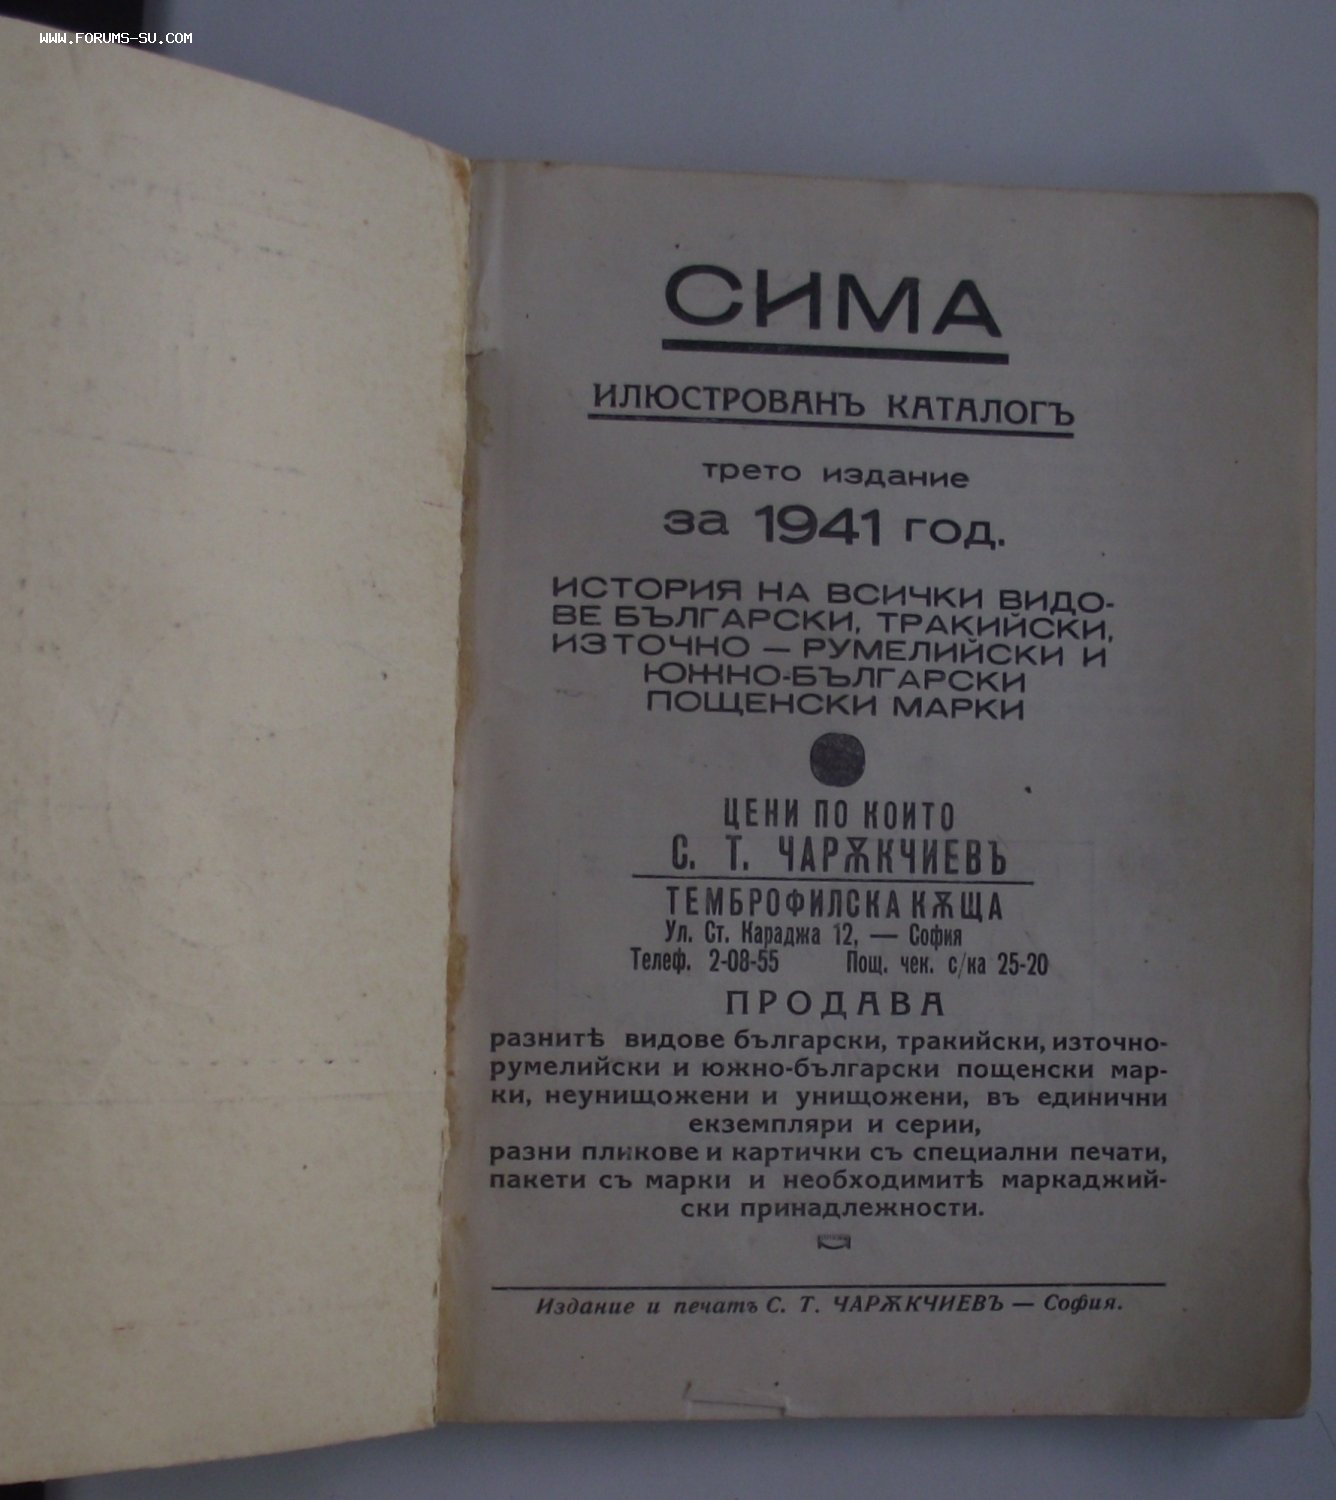 WWW.FORUMS-SU.COM
СИМА
ИЛЮСТРОВАНЪ КАТАЛОГЪ
трето издание
за 1941 год.
ИСТОРИЯ НА ВСИЧКИ ВИДО-
ВЕ БЪЛГАРСКИ, ТРАКИЙСКИ,
ИЗТОЧНО — РУМЕЛИЙСКИ И
ЮЖНО-БЪЛГАРСКИ
ПОЩЕНСКИ МАРКИ
ЦЕНИ ПО КОИТО
С. Т. ЧАРѪКЧИЕВЪ
ТЕМБРОФИЛСКА КѪЩА
Ул. Ст. Караджа 12, — София
Телеф. 2-08-55 Пощ. чек. с/ка 25-20
ПРОДАВА
разнитѣ видове български, тракийски, източно-
румелийски и южно-български пощенски мар-
ки, неунищожени и унищожени, въ единични
екземпляри и серии,
разни пликове и картички съ специални печати,
пакети съ марки и необходимитѣ маркаджий-
ски принадлежности.
Издание и печатъ С. Т. ЧАРѪКЧИЕВЪ — София.